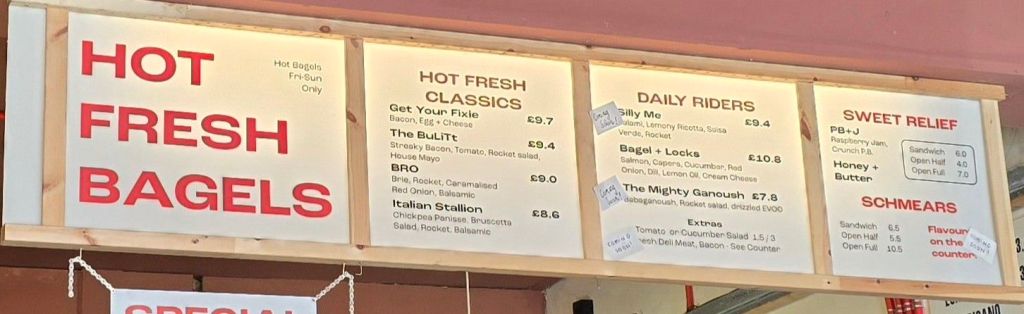 HOT
FRESH
BAGELS
Hot Bagels
Fri-Sun
Only
HOT FRESH
CLASSICS
Get Your Fixie £9.7
Bacon, Egg + Cheese
The BuLiTt £9.4
Streaky Bacon, Tomato, Rocket salad,
House Mayo
BRO £9.0
Brie, Rocket, Caramalised
Red Onion, Balsamic
Italian Stallion £8.6
Chickpea Panisse, Bruscetta
Salad, Rocket, Balsamic
DAILY RIDERS
Silly Me £9.4
Salami, Lemony Ricotta, Salsa
Verde, Rocket
Bagel + Locks £10.8
Salmon, Capers, Cucumber, Red
Onion, Dill, Lemon Oil, Cream Cheese
The Mighty Ganoush £7.8
Babaganoush, Rocket salad, drizzled EVOO
Extras
Tomato or Cucumber Salad 1.5 / 3
Fresh Deli Meat, Bacon - See Counter
COMING
SOON!
SWEET RELIEF
PB+J
Raspberry Jam,
Crunch P.B.
Honey +
Butter
Sandwich 6.0
Open Half 4.0
Open Full 7.0
SCHMEARS
Sandwich 6.5
Open Half 5.5
Open Full 10.5
Flavours
on the
counter
COMING
SOON!
SPECIAL